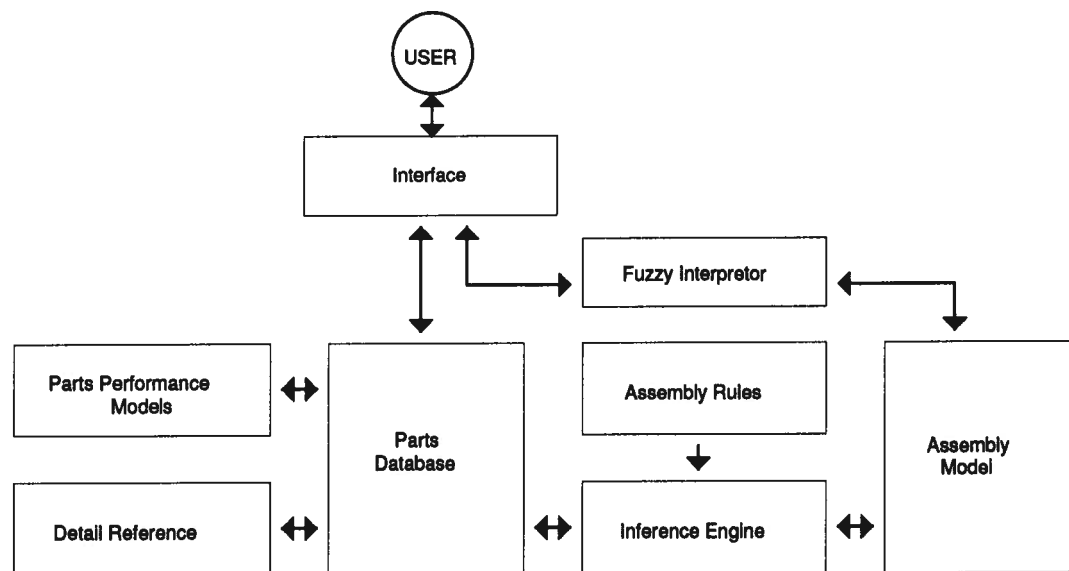 USER
Interface
Fuzzy Interpretor
Parts Performance
Models
Assembly Rules
Parts
Database
Assembly
Model
Detail Reference
Inference Engine